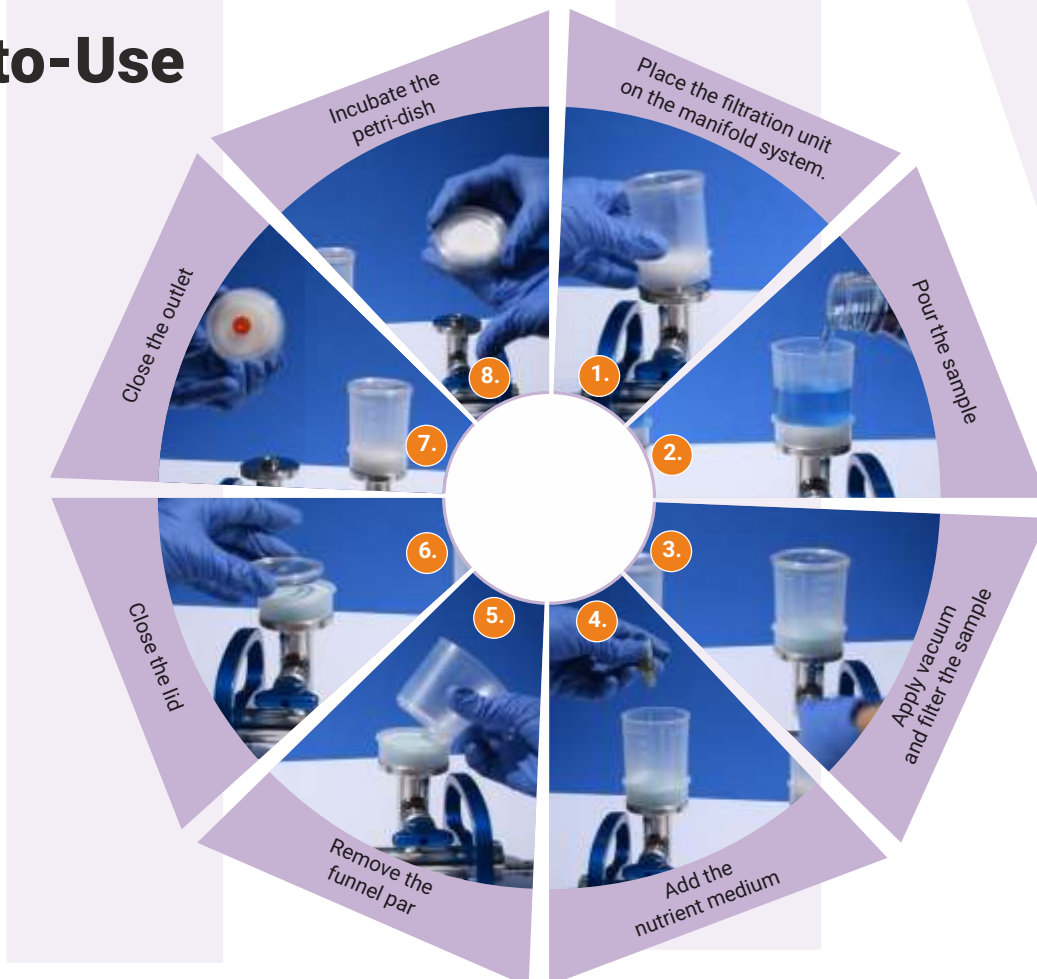 to-Use
1.
Place the filtration unit
on the manifold system.
2.
Pour the sample
3.
Apply vacuum
and filter the sample
4.
Add the
nutrient medium
5.
Remove the
funnel par
6.
Close the lid
7.
Close the outlet
8.
Incubate the
petri-dish